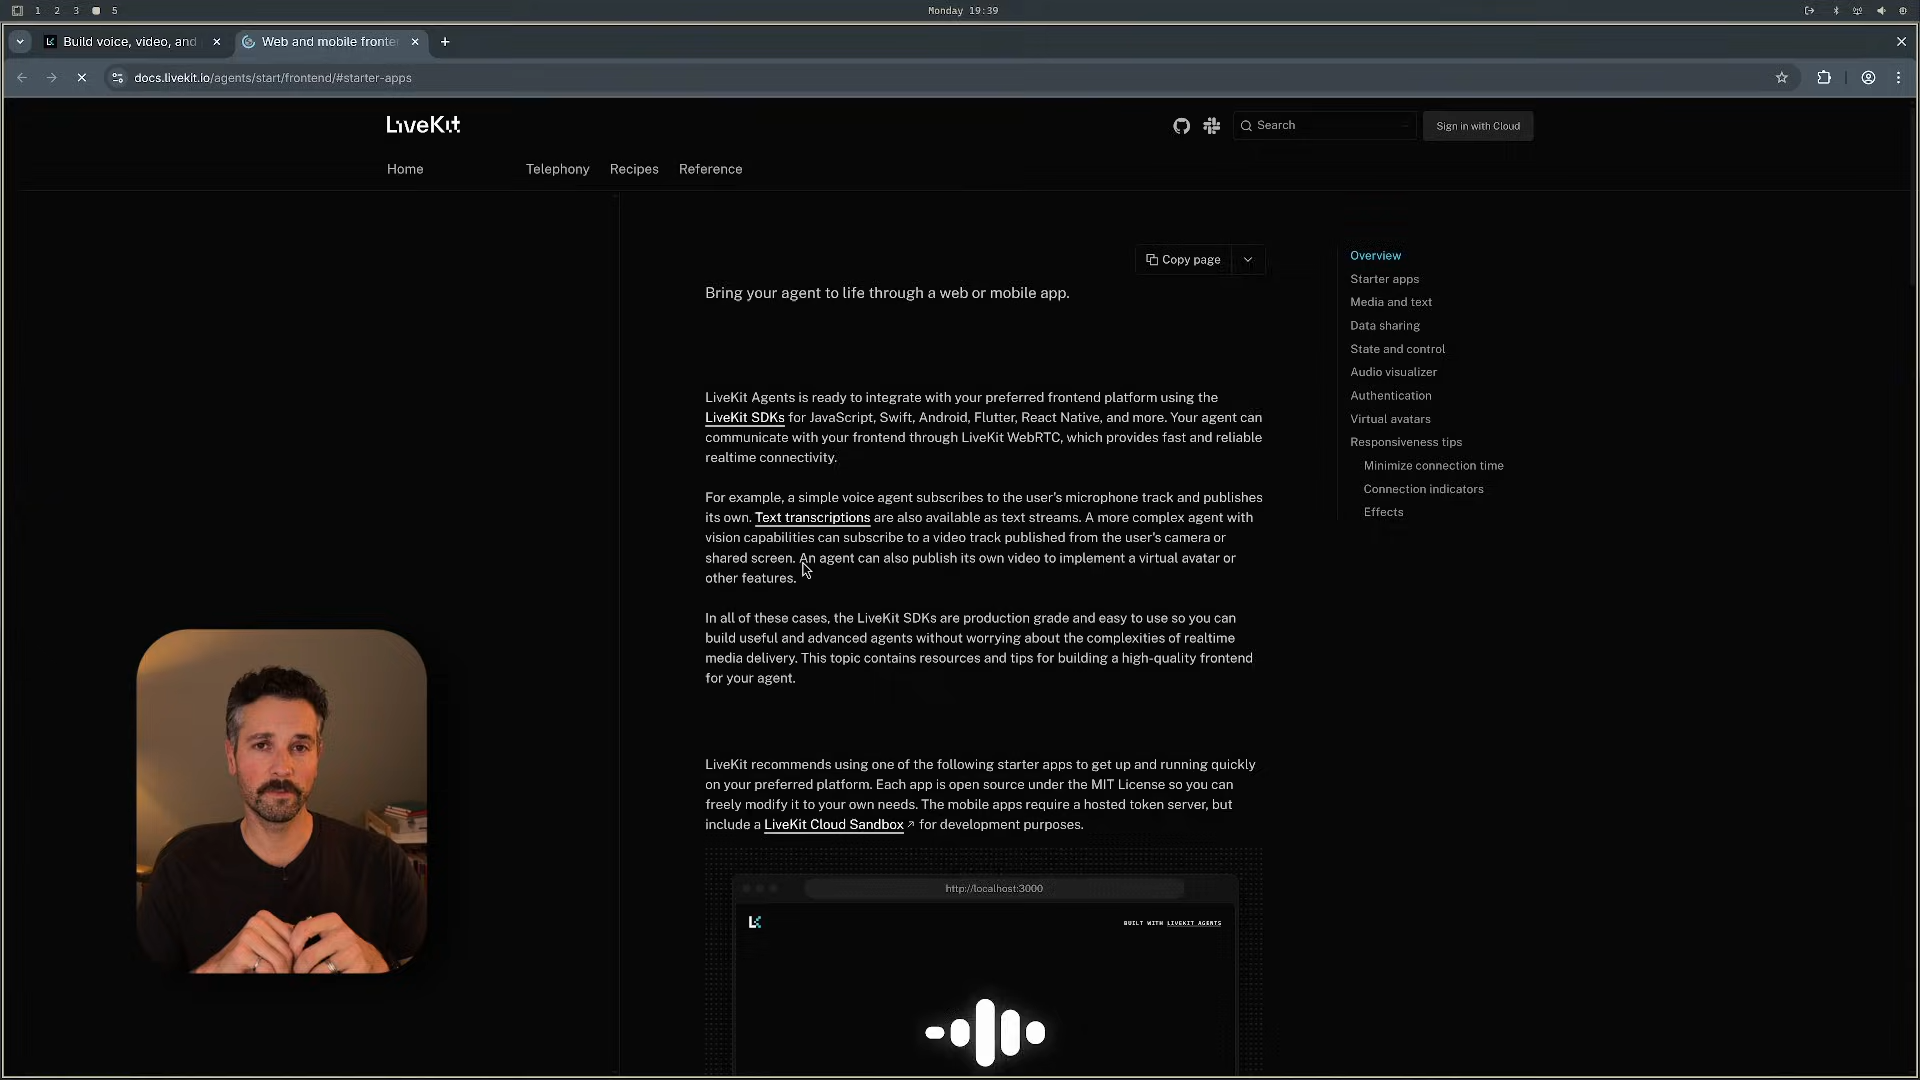 1 2 3 5
Monday 19:39
Build voice, video, and
Web and mobile fronte
docs.livekit.io/agents/start/frontend/#starter-apps
LiveKit
Search
Sign in with Cloud
Home
Telephony
Recipes
Reference
Copy page
Bring your agent to life through a web or mobile app.
LiveKit Agents is ready to integrate with your preferred frontend platform using the
LiveKit SDKs for JavaScript, Swift, Android, Flutter, React Native, and more. Your agent can
communicate with your frontend through LiveKit WebRTC, which provides fast and reliable
realtime connectivity.
For example, a simple voice agent subscribes to the user's microphone track and publishes
its own. Text transcriptions are also available as text streams. A more complex agent with
vision capabilities can subscribe to a video track published from the user's camera or
shared screen. An agent can also publish its own video to implement a virtual avatar or
other features.
In all of these cases, the LiveKit SDKs are production grade and easy to use so you can
build useful and advanced agents without worrying about the complexities of realtime
media delivery. This topic contains resources and tips for building a high-quality frontend
for your agent.
LiveKit recommends using one of the following starter apps to get up and running quickly
on your preferred platform. Each app is open source under the MIT License so you can
freely modify it to your own needs. The mobile apps require a hosted token server, but
include a LiveKit Cloud Sandbox ↗ for development purposes.
http://localhost:3000
BUILT WITH LIVEKIT AGENTS
Overview
Starter apps
Media and text
Data sharing
State and control
Audio visualizer
Authentication
Virtual avatars
Responsiveness tips
Minimize connection time
Connection indicators
Effects